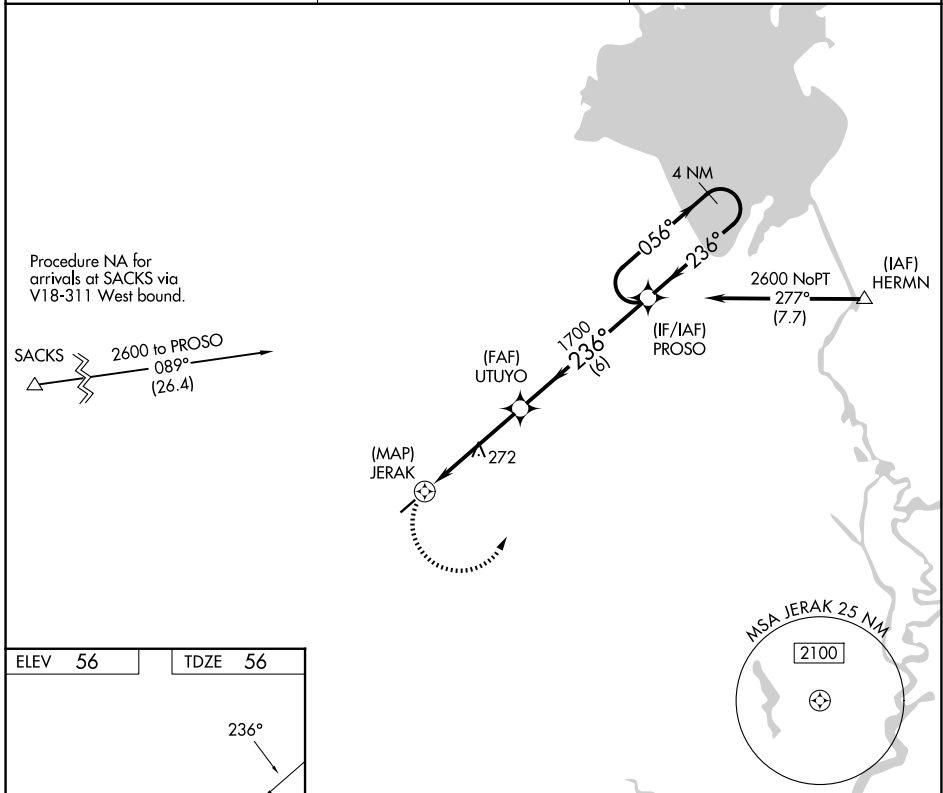 4 NM
056°
236°
Procedure NA for
arrivals at SACKS via
V18-311 West bound.
2600 NoPT
277°
(7.7)
(IAF)
HERMN
(IF/IAF)
PROSO
1700
236°
(6)
SACKS
2600 to PROSO
089°
(26.4)
(FAF)
UTUYO
272
(MAP)
JERAK
MSA JERAK 25 NM
2100
ELEV 56
TDZE 56
236°